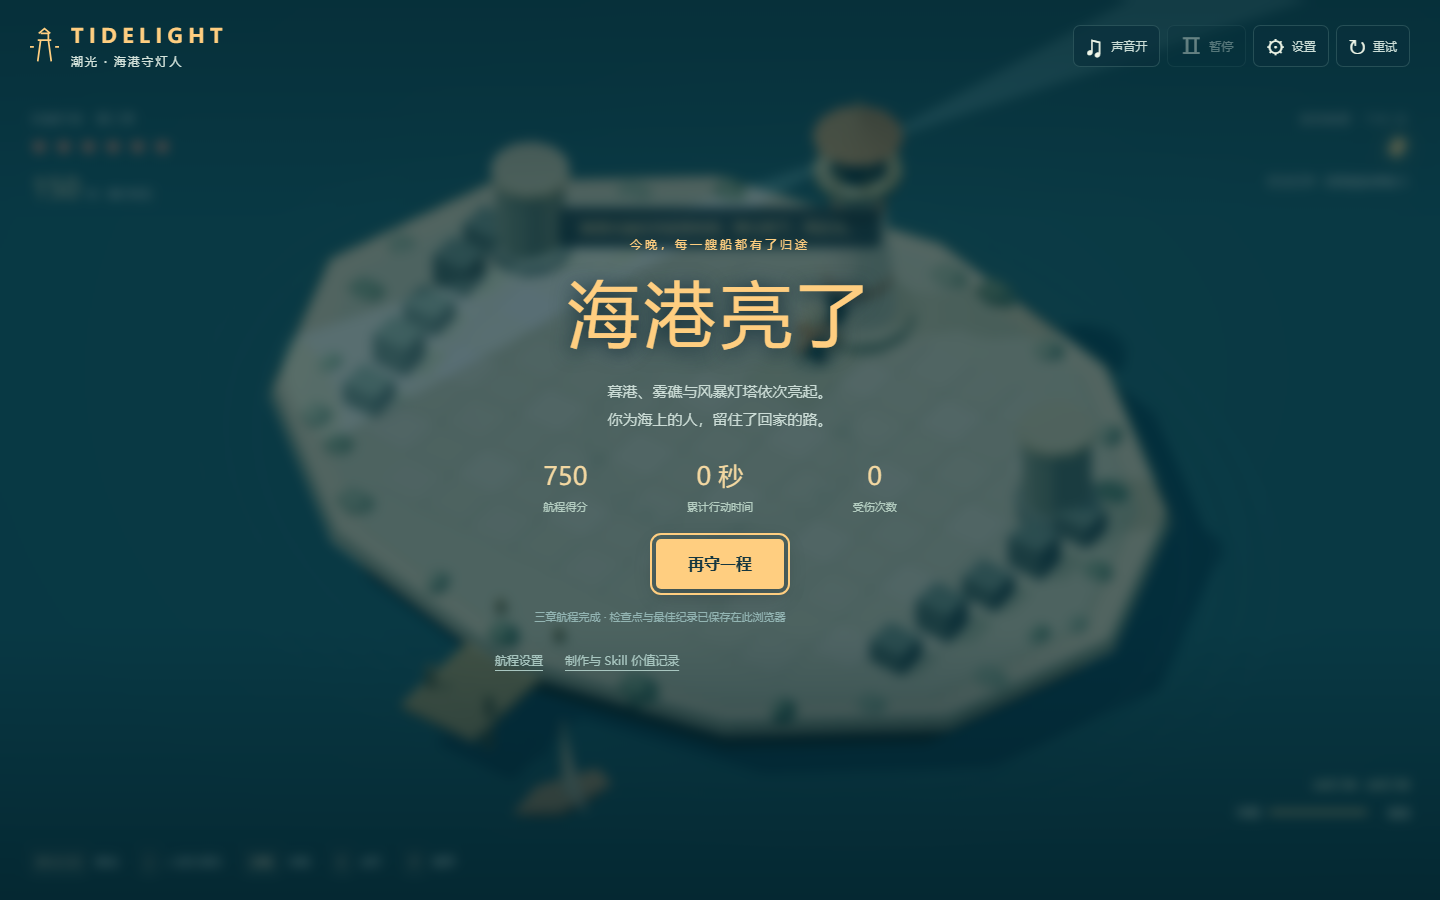 TIDELIGHT
潮光 · 海港守灯人
声音开
暂停
设置
重试
今晚，每一艘船都有了归途
海港亮了
暮港、雾礁与风暴灯塔依次亮起。
你为海上的人，留住了回家的路。
750
航程得分
0 秒
累计行动时间
0
受伤次数
再守一程
三章航程完成 · 检查点与最佳纪录已保存在此浏览器
航程设置
制作与 Skill 价值记录